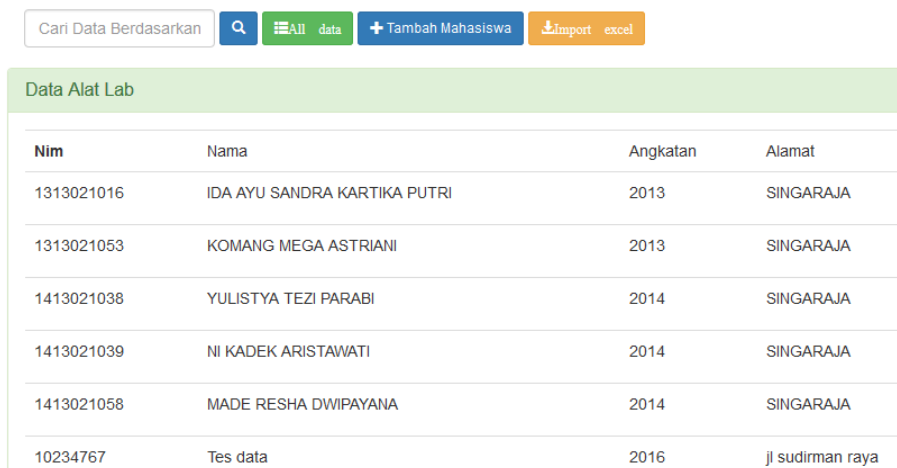 Cari Data Berdasarkan All data Tambah Mahasiswa Import excel
Data Alat Lab
Nim Nama Angkatan Alamat
1313021016 IDA AYU SANDRA KARTIKA PUTRI 2013 SINGARAJA
1313021053 KOMANG MEGA ASTRIANI 2013 SINGARAJA
1413021038 YULISTYA TEZI PARABI 2014 SINGARAJA
1413021039 NI KADEK ARISTAWATI 2014 SINGARAJA
1413021058 MADE RESHA DWIPAYANA 2014 SINGARAJA
10234767 Tes data 2016 jl sudirman raya